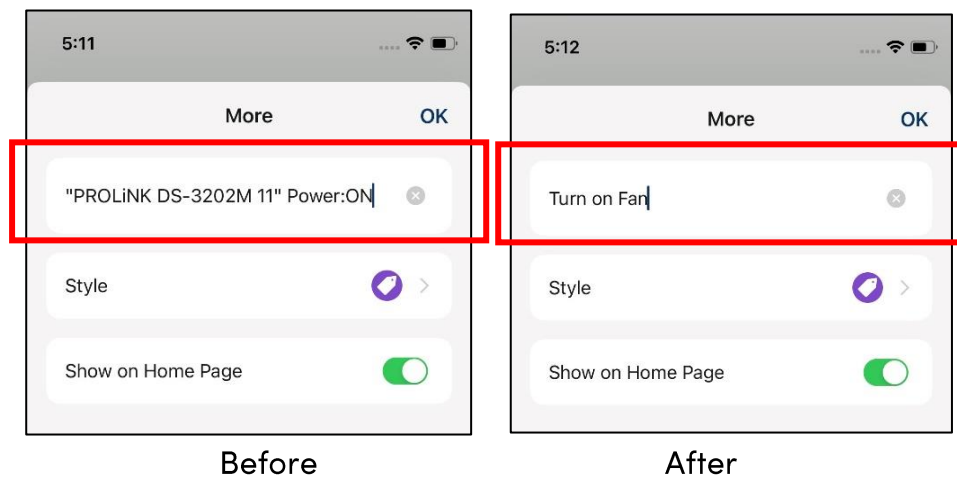 5:11
More
OK
"PROLiNK DS-3202M 11" Power:ON
Style
Show on Home Page
Before
5:12
More
OK
Turn on Fan
Style
Show on Home Page
After